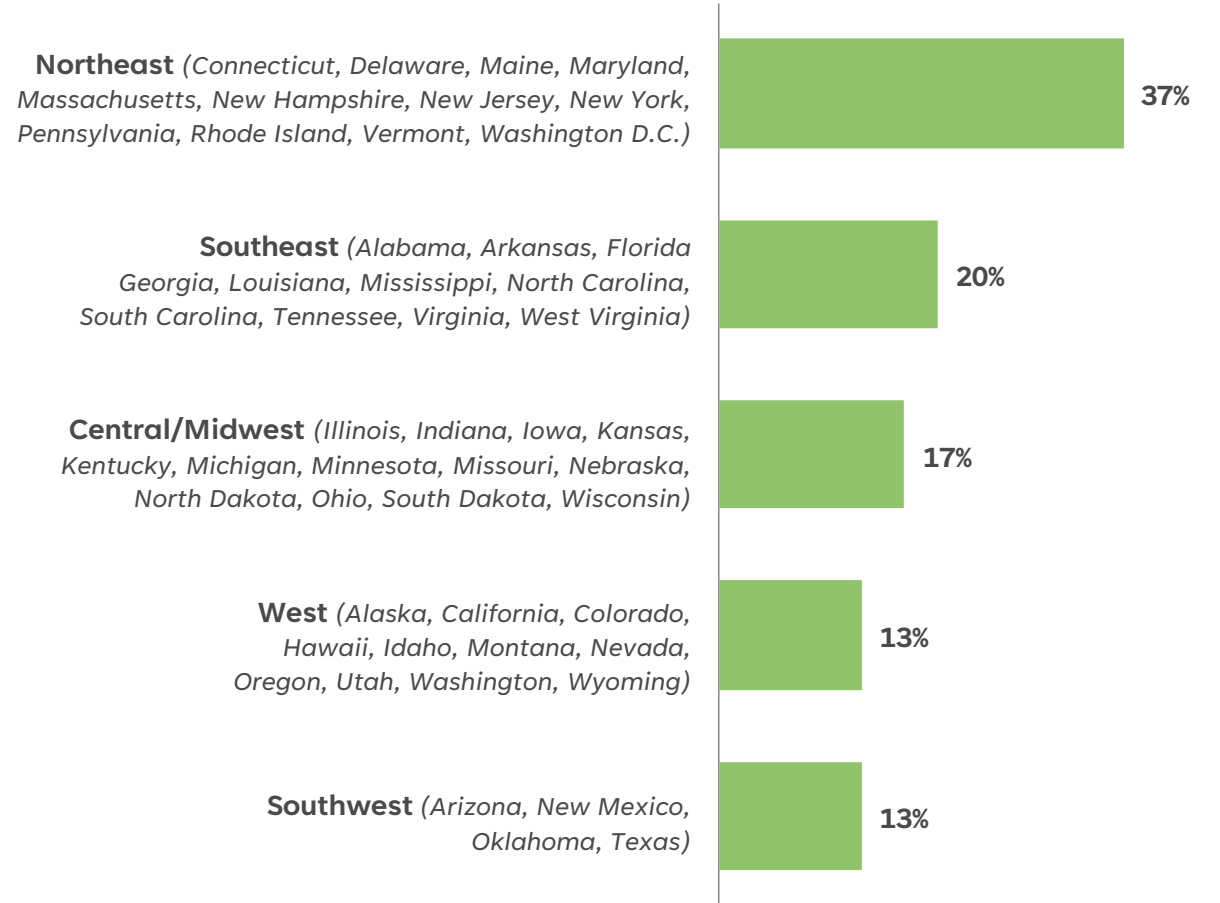 Northeast (Connecticut, Delaware, Maine, Maryland,
Massachusetts, New Hampshire, New Jersey, New York,
Pennsylvania, Rhode Island, Vermont, Washington D.C.)
37%
Southeast (Alabama, Arkansas, Florida
Georgia, Louisiana, Mississippi, North Carolina,
South Carolina, Tennessee, Virginia, West Virginia)
20%
Central/Midwest (Illinois, Indiana, Iowa, Kansas,
Kentucky, Michigan, Minnesota, Missouri, Nebraska,
North Dakota, Ohio, South Dakota, Wisconsin)
17%
West (Alaska, California, Colorado,
Hawaii, Idaho, Montana, Nevada,
Oregon, Utah, Washington, Wyoming)
13%
Southwest (Arizona, New Mexico,
Oklahoma, Texas)
13%